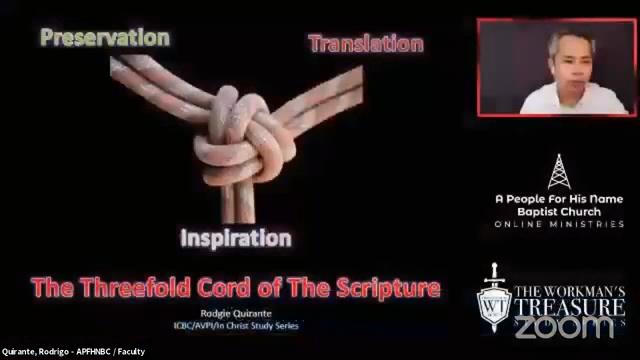 Preservation
Translation
Inspiration
The Threefold Cord of The Scripture
Rodgie Quirante
ICBC/AVPI/In Christ Study Series
A People For His Name
Baptist Church
ONLINE MINISTRIES
WT
THE WORKMAN'S
TREASURE
zoom
Quirante, Rodrigo - APFHNBC / Faculty